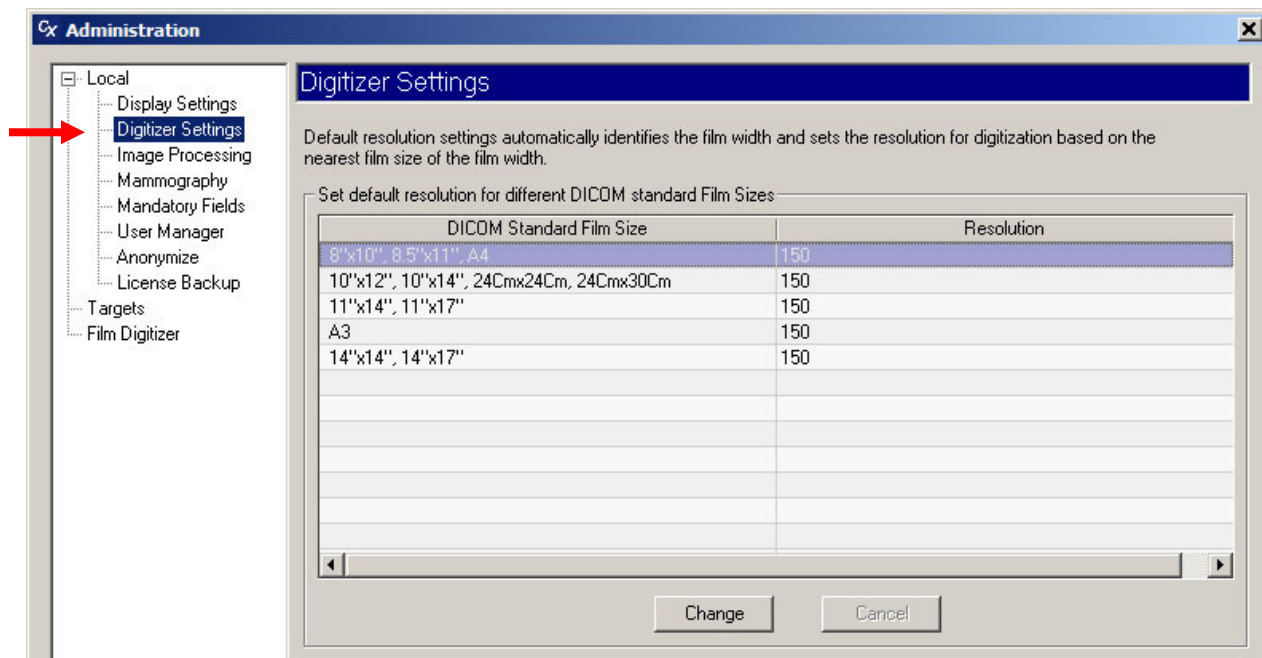 Cx Administration
Local
Display Settings
Digitizer Settings
Image Processing
Mammography
Mandatory Fields
User Manager
Anonymize
License Backup
Targets
Film Digitizer
Digitizer Settings
Default resolution settings automatically identifies the film width and sets the resolution for digitization based on the
nearest film size of the film width.
Set default resolution for different DICOM standard Film Sizes
DICOM Standard Film Size Resolution
8"x10", 8.5"x11", A4 150
10"x12", 10"x14", 24Cmx24Cm, 24Cmx30Cm 150
11"x14", 11"x17" 150
A3 150
14"x14", 14"x17" 150
Change Cancel